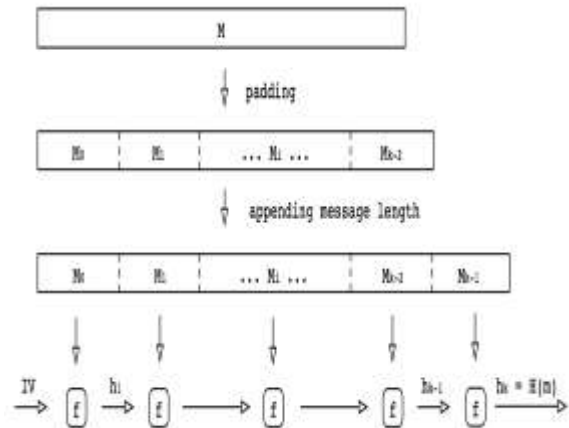 M
padding
M₀ M₁ ... Mᵢ ... Mₖ₋₂
appending message length
M₀ M₁ ... Mᵢ ... Mₖ₋₂ Mₖ₋₁
IV h₁ hₖ₋₁ hₖ = H(m)
f f f f f